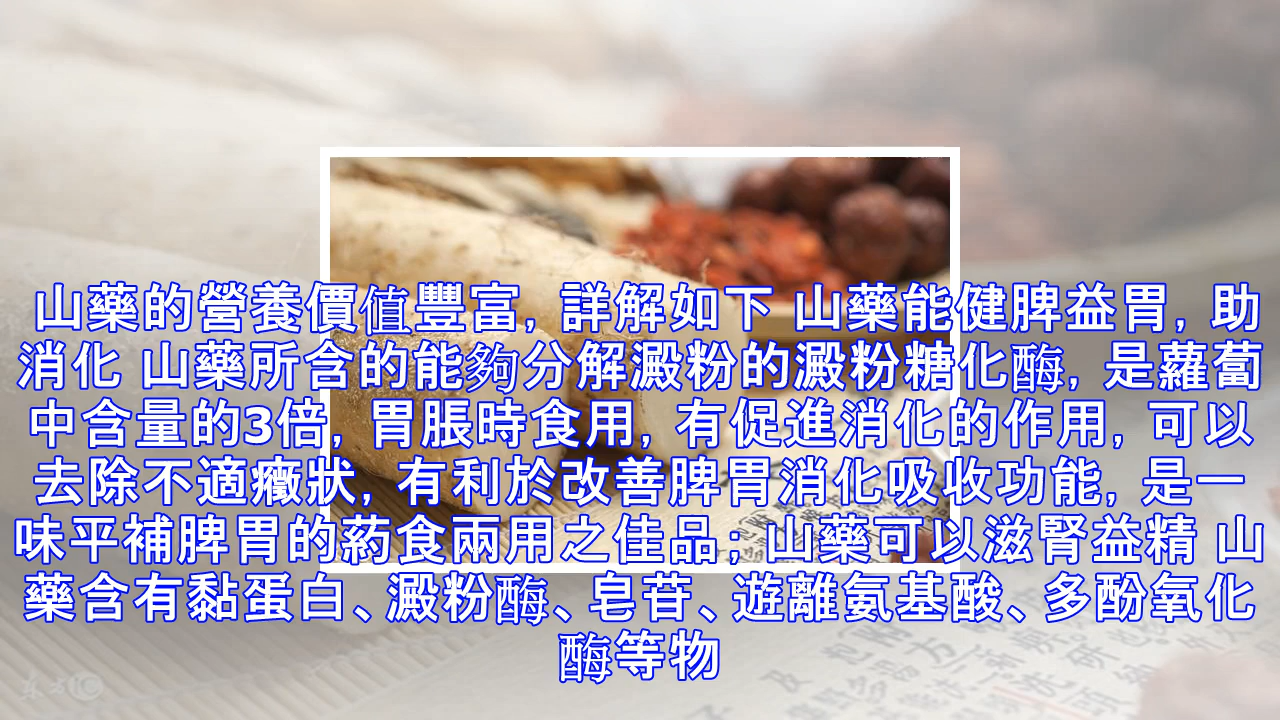 山藥的營養價值豐富, 詳解如下 山藥能健脾益胃, 助
消化 山藥所含的能夠分解澱粉的澱粉糖化酶, 是蘿蔔
中含量的3倍, 胃脹時食用, 有促進消化的作用, 可以
去除不適癥狀, 有利於改善脾胃消化吸收功能, 是一
味平補脾胃的葯食兩用之佳品; 山藥可以滋腎益精 山
藥含有黏蛋白、澱粉酶、皂苷、遊離氨基酸、多酚氧化
酶等物
东方IC